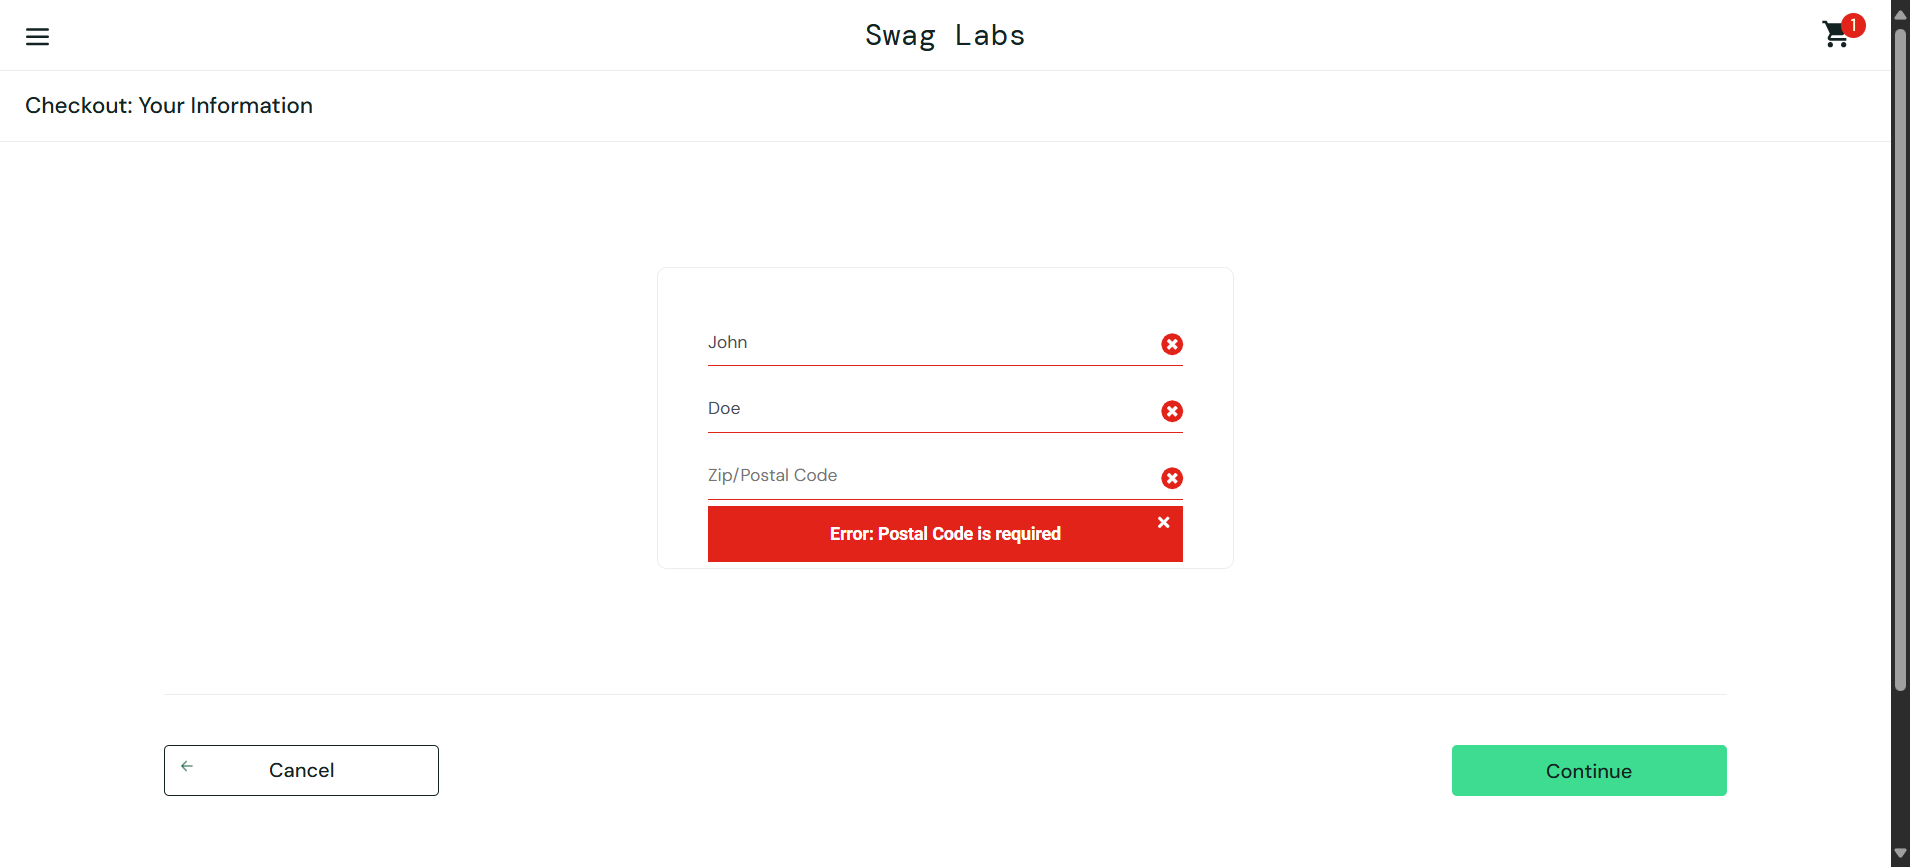 Swag Labs
1
Checkout: Your Information
John
Doe
Zip/Postal Code
Error: Postal Code is required
Cancel
Continue